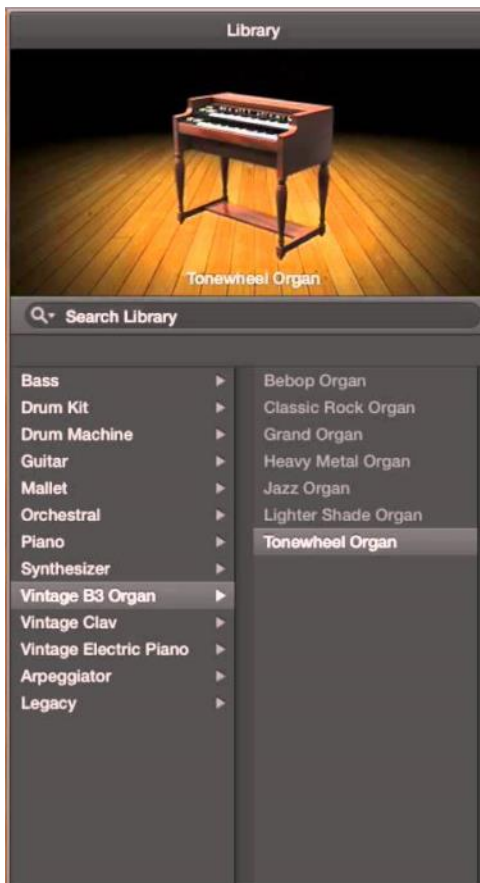 Library
Tonewheel Organ
Search Library
Bass
Drum Kit
Drum Machine
Guitar
Mallet
Orchestral
Piano
Synthesizer
Vintage B3 Organ
Vintage Clav
Vintage Electric Piano
Arpeggiator
Legacy
Bebop Organ
Classic Rock Organ
Grand Organ
Heavy Metal Organ
Jazz Organ
Lighter Shade Organ
Tonewheel Organ